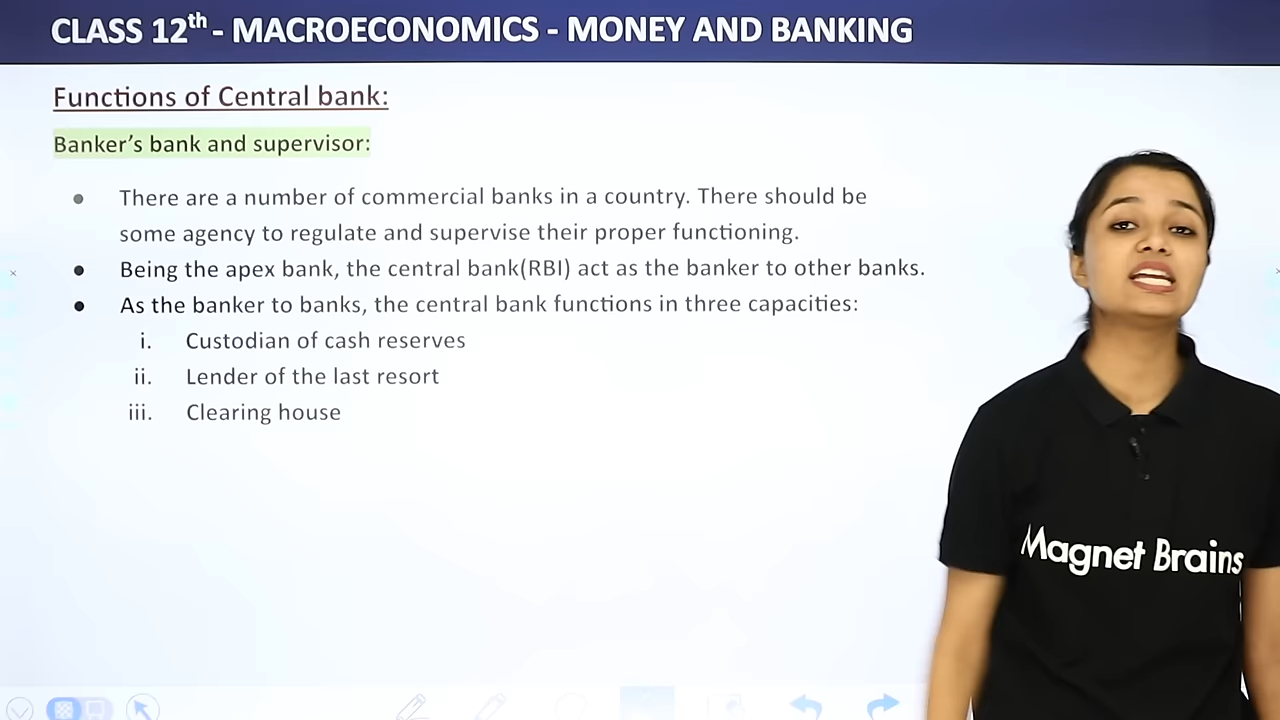 CLASS 12th - MACROECONOMICS - MONEY AND BANKING
Functions of Central bank:
Banker's bank and supervisor:
• There are a number of commercial banks in a country. There should be
some agency to regulate and supervise their proper functioning.
• Being the apex bank, the central bank(RBI) act as the banker to other banks.
• As the banker to banks, the central bank functions in three capacities:
i. Custodian of cash reserves
ii. Lender of the last resort
iii. Clearing house
Magnet Brains